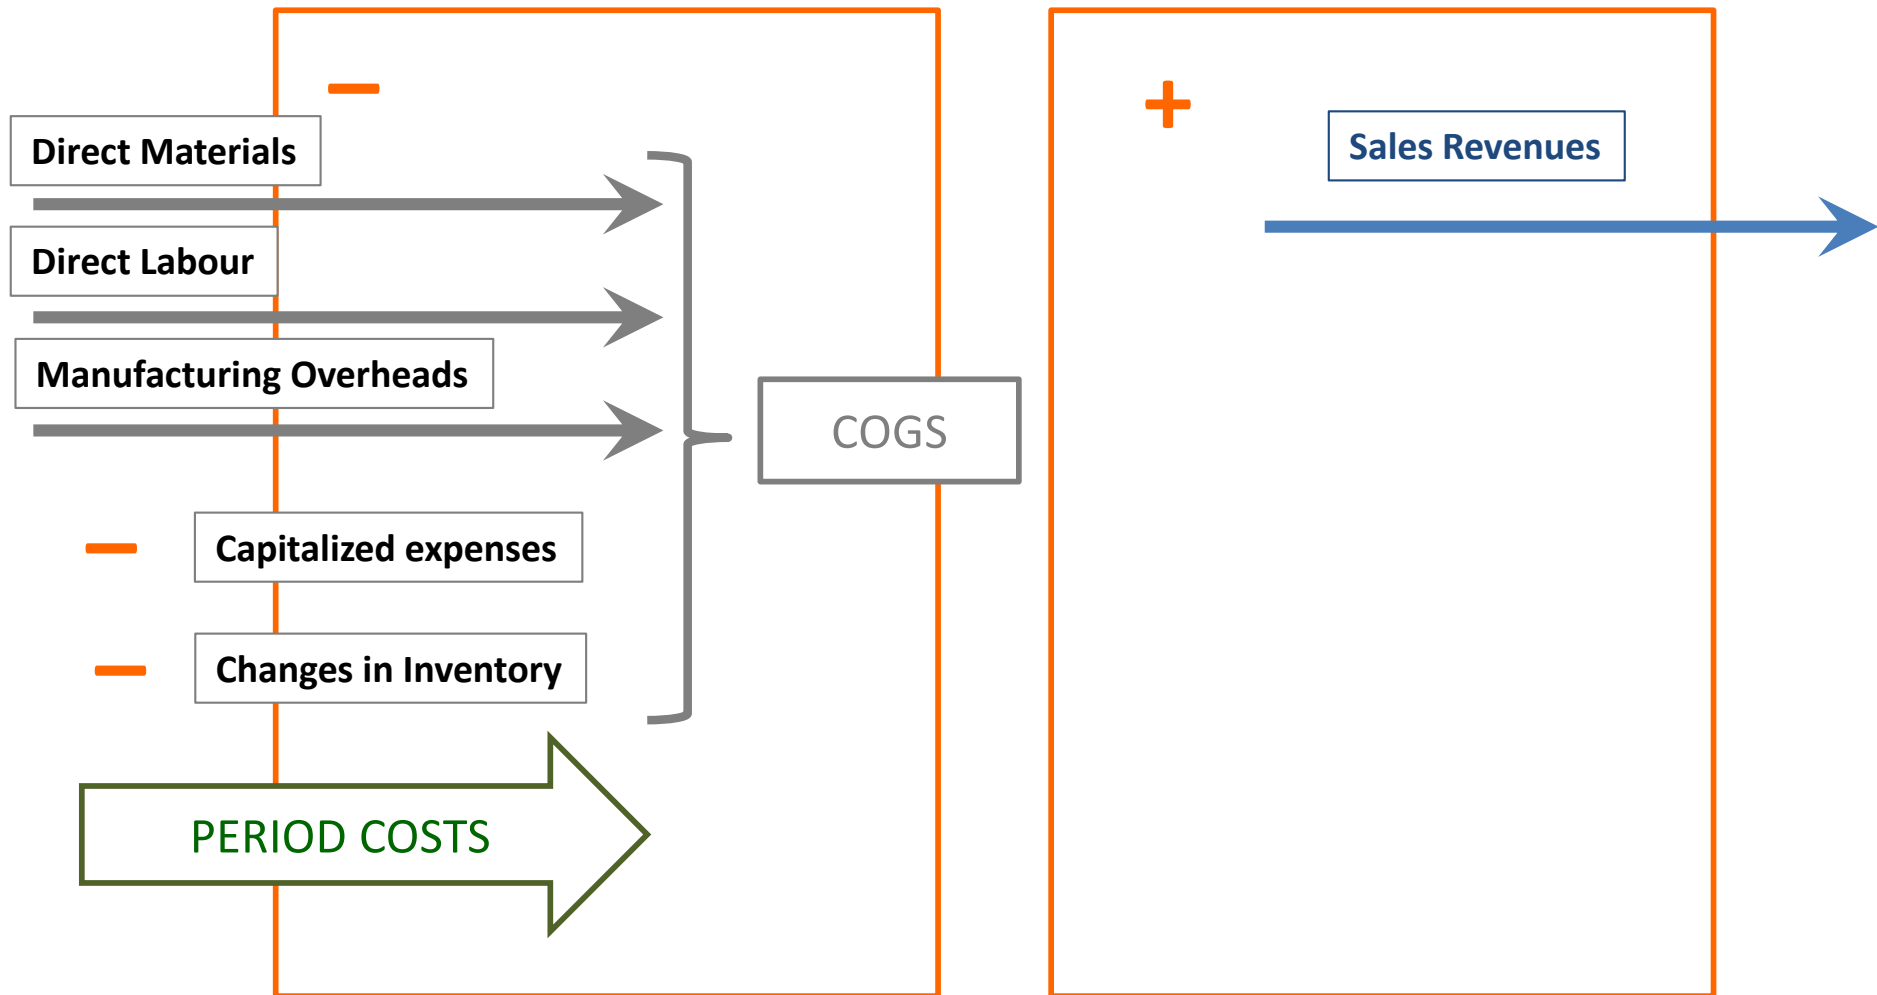 −
+
Direct Materials
Sales Revenues
Direct Labour
Manufacturing Overheads
COGS
− Capitalized expenses
− Changes in Inventory
PERIOD COSTS